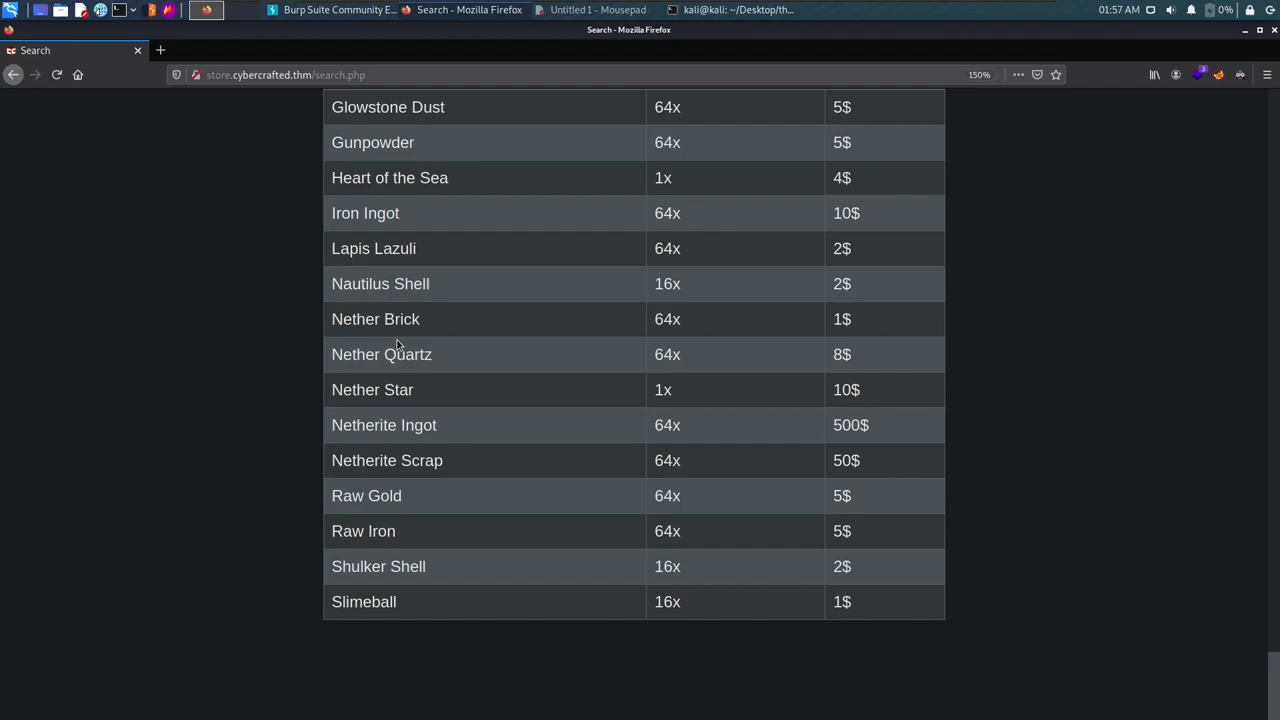 Burp Suite Community E... Search - Mozilla Firefox Untitled 1 - Mousepad kali@kali: ~/Desktop/th... 01:57 AM 0%
Search - Mozilla Firefox
Search
store.cybercrafted.thm/search.php 150% 3
Glowstone Dust 64x 5$
Gunpowder 64x 5$
Heart of the Sea 1x 4$
Iron Ingot 64x 10$
Lapis Lazuli 64x 2$
Nautilus Shell 16x 2$
Nether Brick 64x 1$
Nether Quartz 64x 8$
Nether Star 1x 10$
Netherite Ingot 64x 500$
Netherite Scrap 64x 50$
Raw Gold 64x 5$
Raw Iron 64x 5$
Shulker Shell 16x 2$
Slimeball 16x 1$